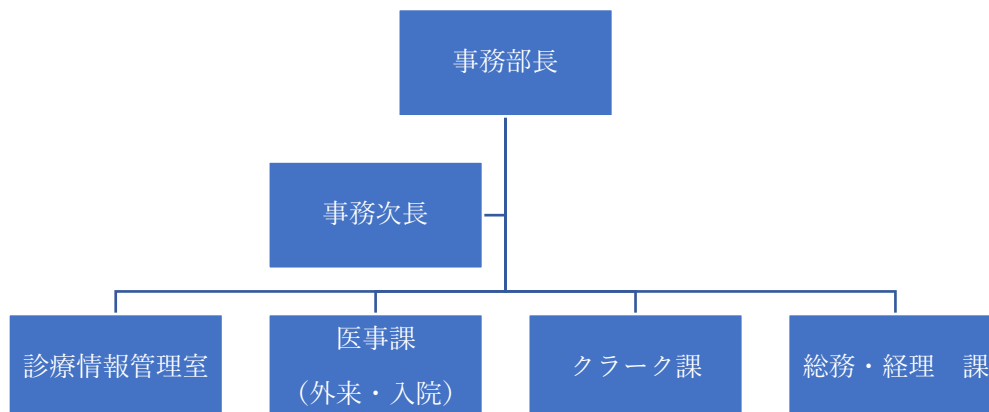 事務部長
事務次長
診療情報管理室
医事課
（外来・入院）
クラーク課
総務・経理　課